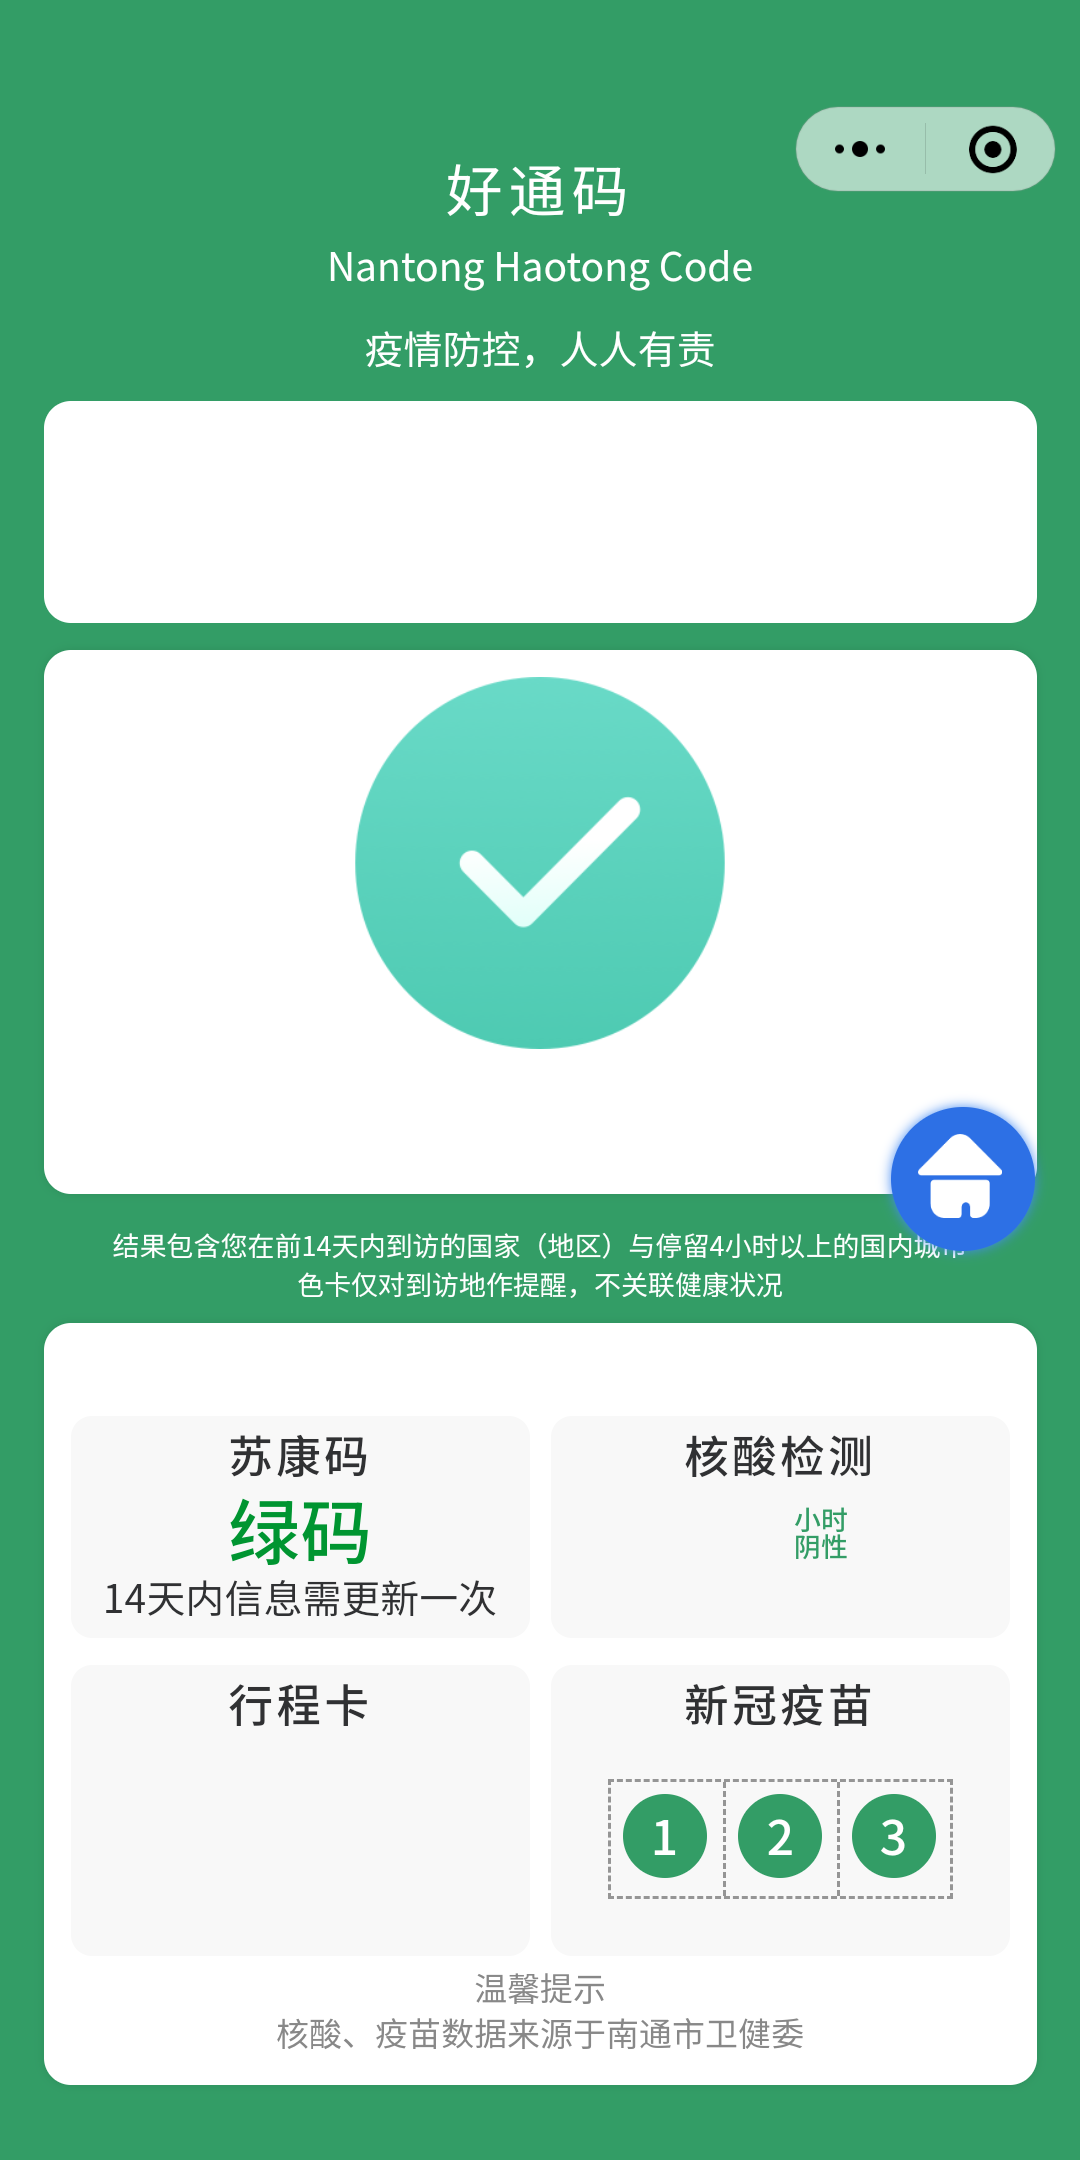 好通码
Nantong Haotong Code
疫情防控，人人有责
结果包含您在前14天内到访的国家（地区）与停留4小时以上的国内城市
色卡仅对到访地作提醒，不关联健康状况
苏康码
绿码
14天内信息需更新一次
核酸检测
小时
阴性
行程卡
新冠疫苗
1 2 3
温馨提示
核酸、疫苗数据来源于南通市卫健委